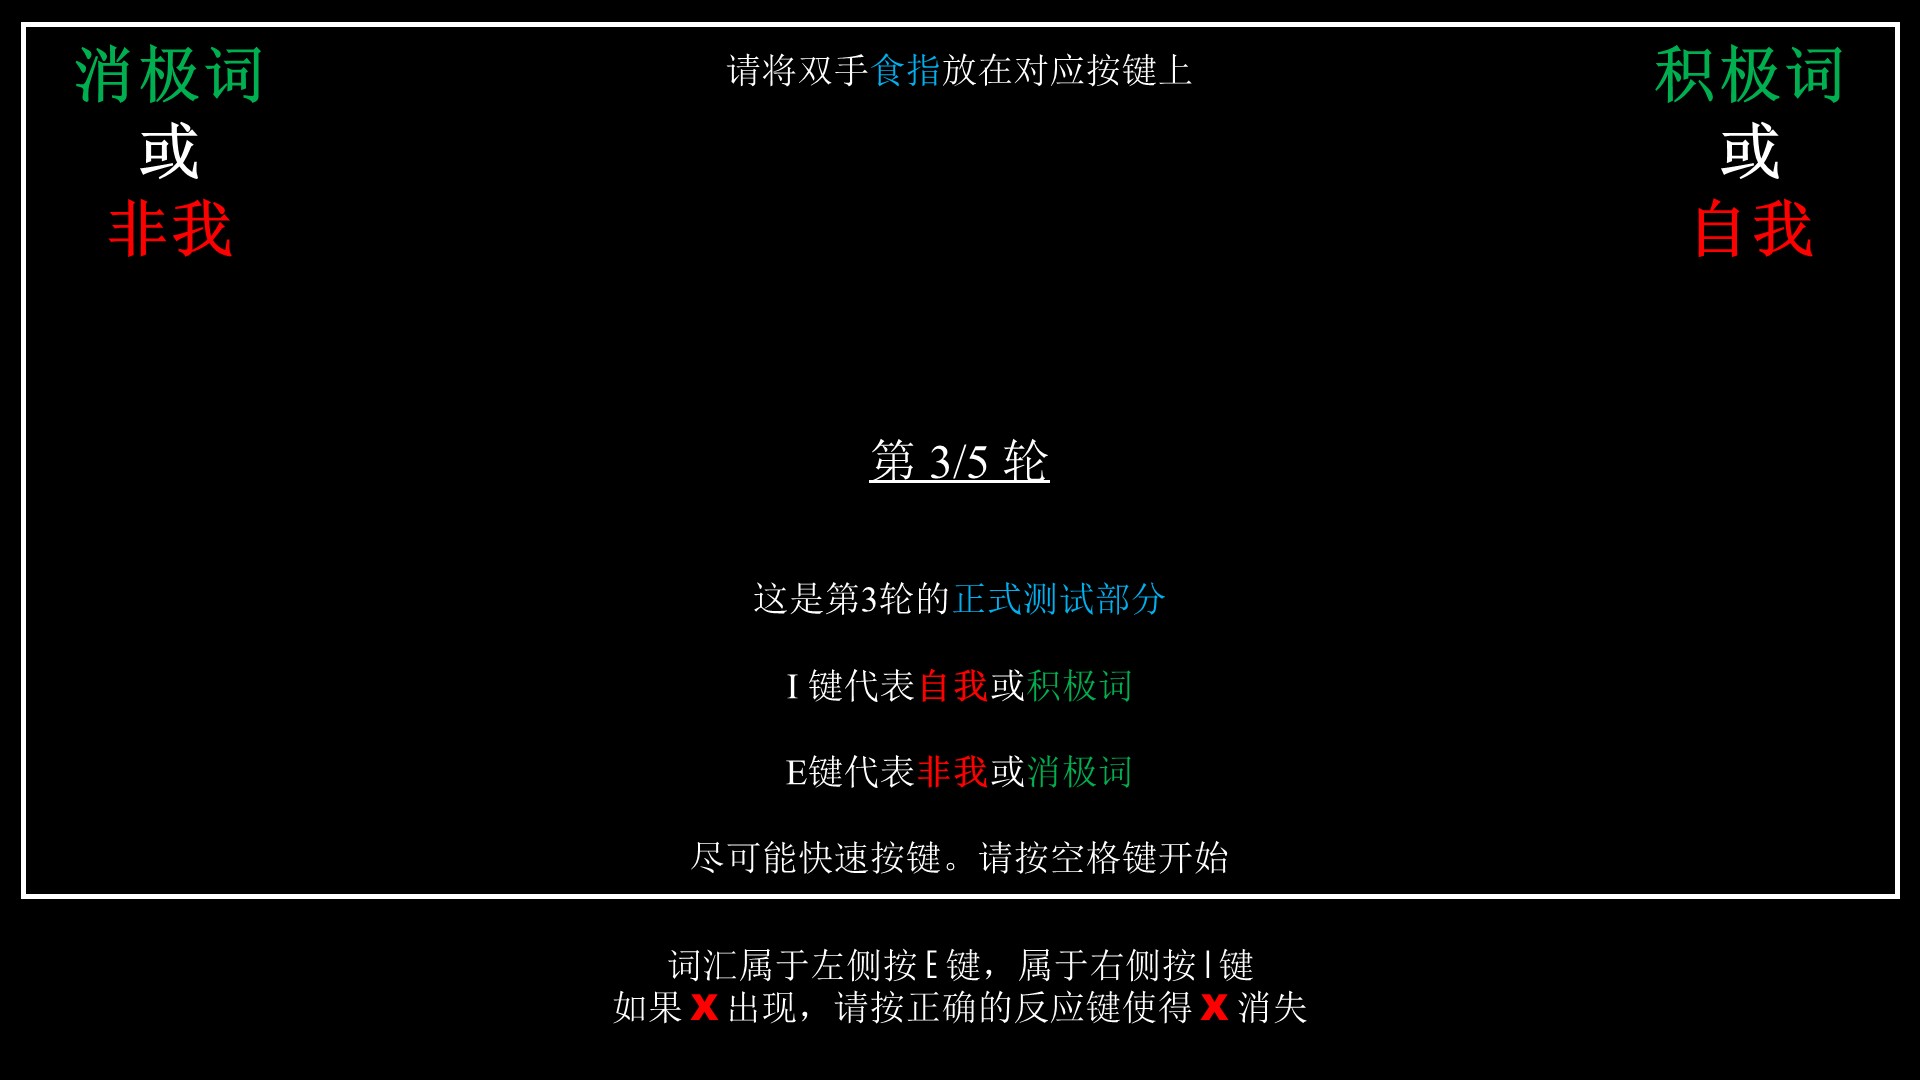 消极词
或
非我
请将双手食指放在对应按键上
积极词
或
自我
第 3/5 轮
这是第3轮的正式测试部分
I 键代表自我或积极词
E键代表非我或消极词
尽可能快速按键。请按空格键开始
词汇属于左侧按 E 键，属于右侧按 I 键
如果 X 出现，请按正确的反应键使得 X 消失